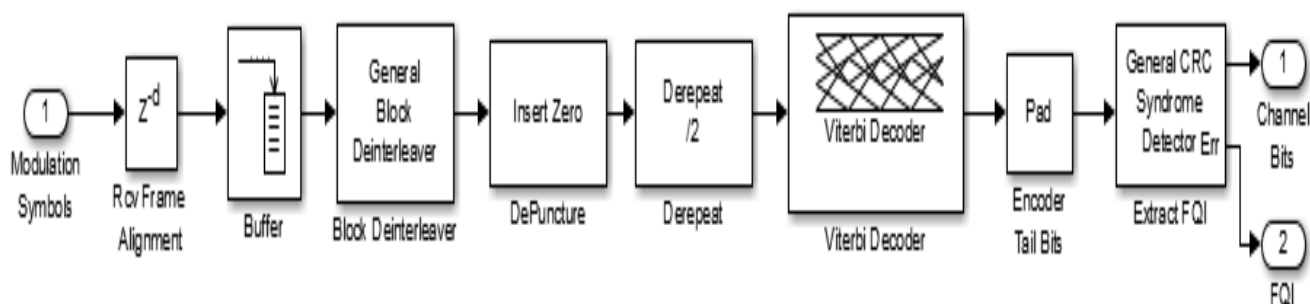 1
Modulation
Symbols
Z-d
Rcv Frame
Alignment
Buffer
General
Block
Deinterleaver
Block Deinterleaver
Insert Zero
DePuncture
Derepeat
/2
Derepeat
Viterbi Decoder
Viterbi Decoder
Pad
Encoder
Tail Bits
General CRC
Syndrome
Detector Err
Extract FQI
1
Channel
Bits
2
FQI